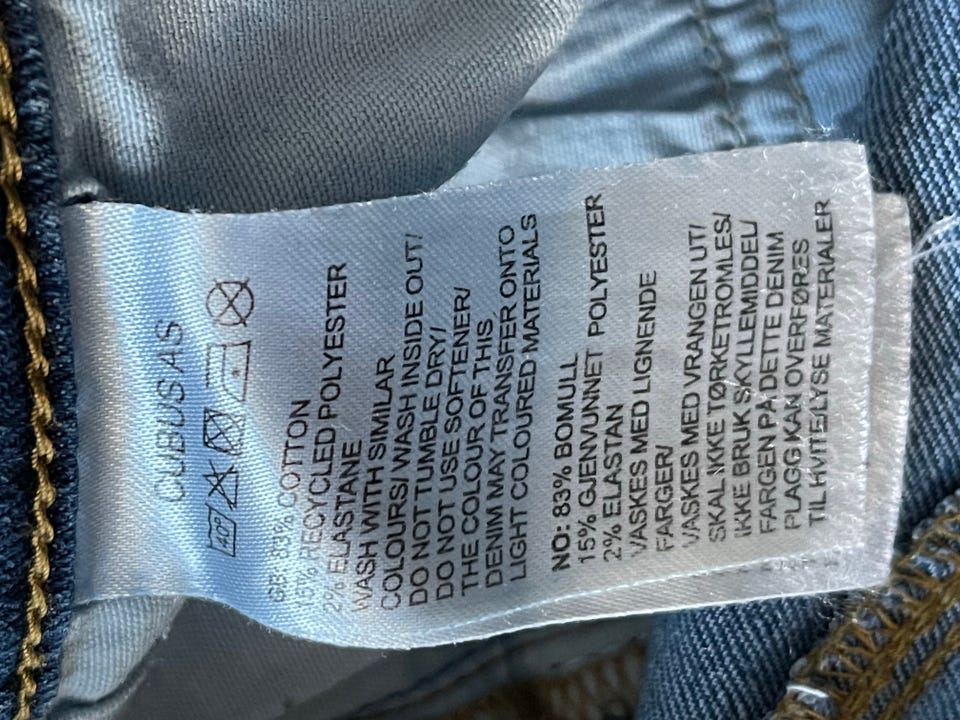 CUBUS AS
40°
GB: 83% COTTON
15% RECYCLED POLYESTER
2% ELASTANE
WASH WITH SIMILAR
COLOURS/ WASH INSIDE OUT/
DO NOT TUMBLE DRY/
DO NOT USE SOFTENER/
THE COLOUR OF THIS
DENIM MAY TRANSFER ONTO
LIGHT COLOURED MATERIALS
NO: 83% BOMULL
15% GJENVUNNET POLYESTER
2% ELASTAN
VASKES MED LIGNENDE
FARGER/
VASKES MED VRANGEN UT/
SKAL IKKE TØRKETROMLES/
IKKE BRUK SKYLLEMIDDEL/
FARGEN PÅ DETTE DENIM
PLAGG KAN OVERFØRES
TIL HVITE/LYSE MATERIALER